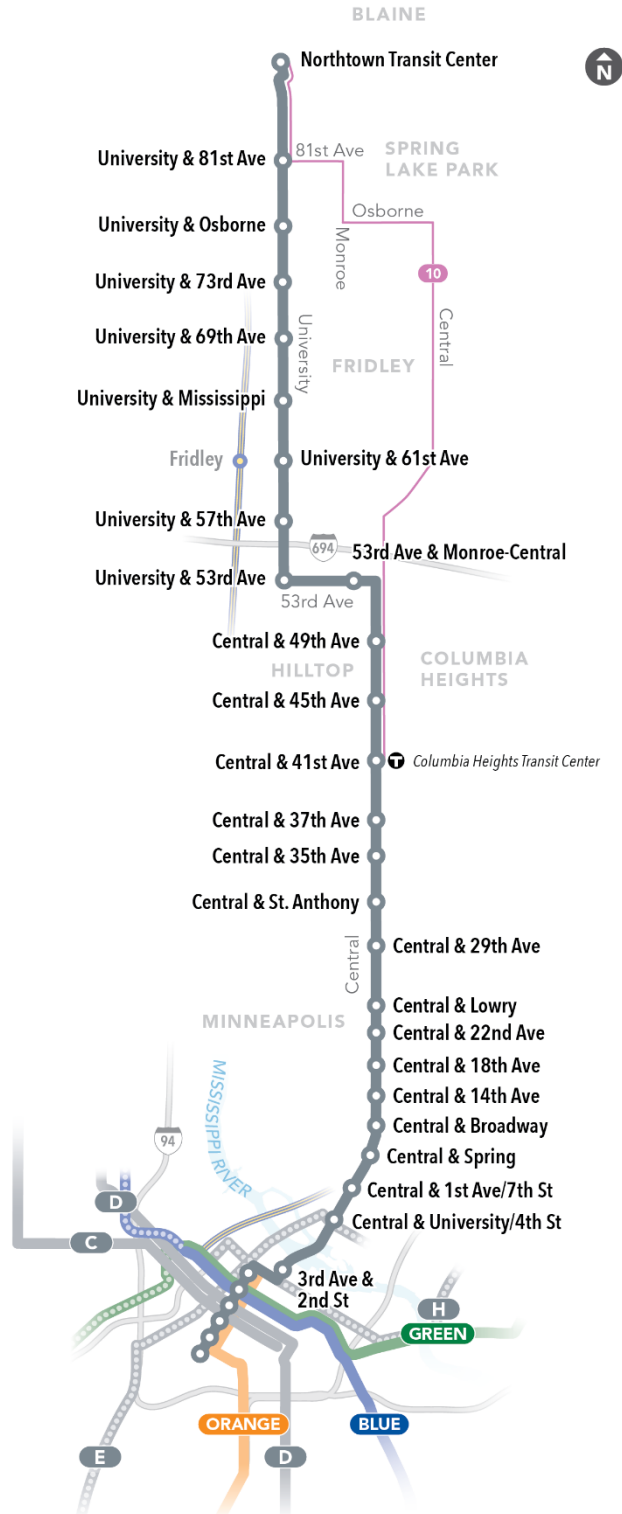 BLAINE
Northtown Transit Center
N
University & 81st Ave
81st Ave
SPRING
LAKE PARK
Osborne
University & Osborne
Monroe
10
University & 73rd Ave
University
Central
University & 69th Ave
FRIDLEY
University & Mississippi
Fridley
University & 61st Ave
University & 57th Ave
694
53rd Ave & Monroe-Central
University & 53rd Ave
53rd Ave
Central & 49th Ave
HILLTOP
COLUMBIA
HEIGHTS
Central & 45th Ave
Central & 41st Ave
T
Columbia Heights Transit Center
Central & 37th Ave
Central & 35th Ave
Central & St. Anthony
Central
Central & 29th Ave
Central & Lowry
MINNEAPOLIS
Central & 22nd Ave
Central & 18th Ave
MISSISSIPPI RIVER
Central & 14th Ave
Central & Broadway
94
Central & Spring
Central & 1st Ave/7th St
D
Central & University/4th St
C
3rd Ave &
2nd St
H
GREEN
ORANGE
BLUE
E
D